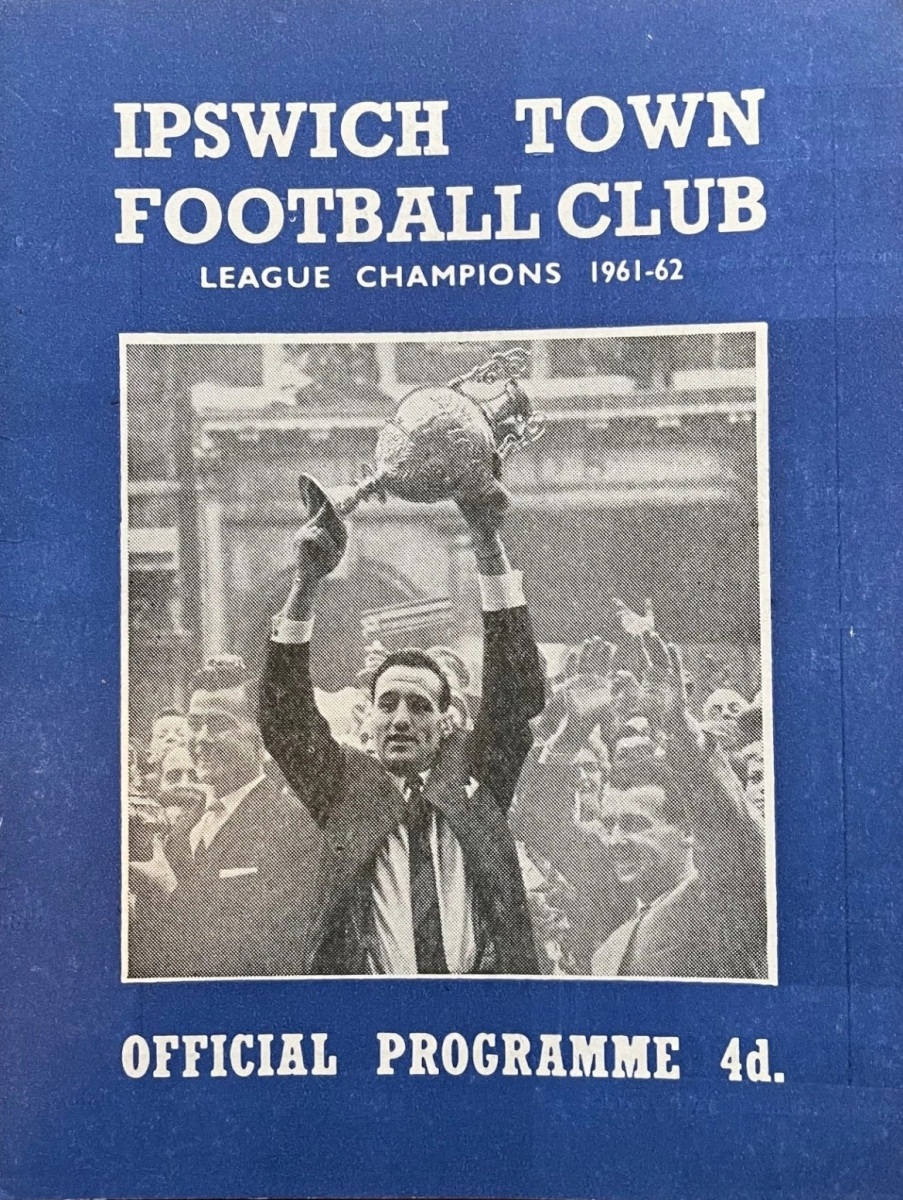 IPSWICH TOWN
FOOTBALL CLUB
LEAGUE CHAMPIONS 1961-62
OFFICIAL PROGRAMME 4d.